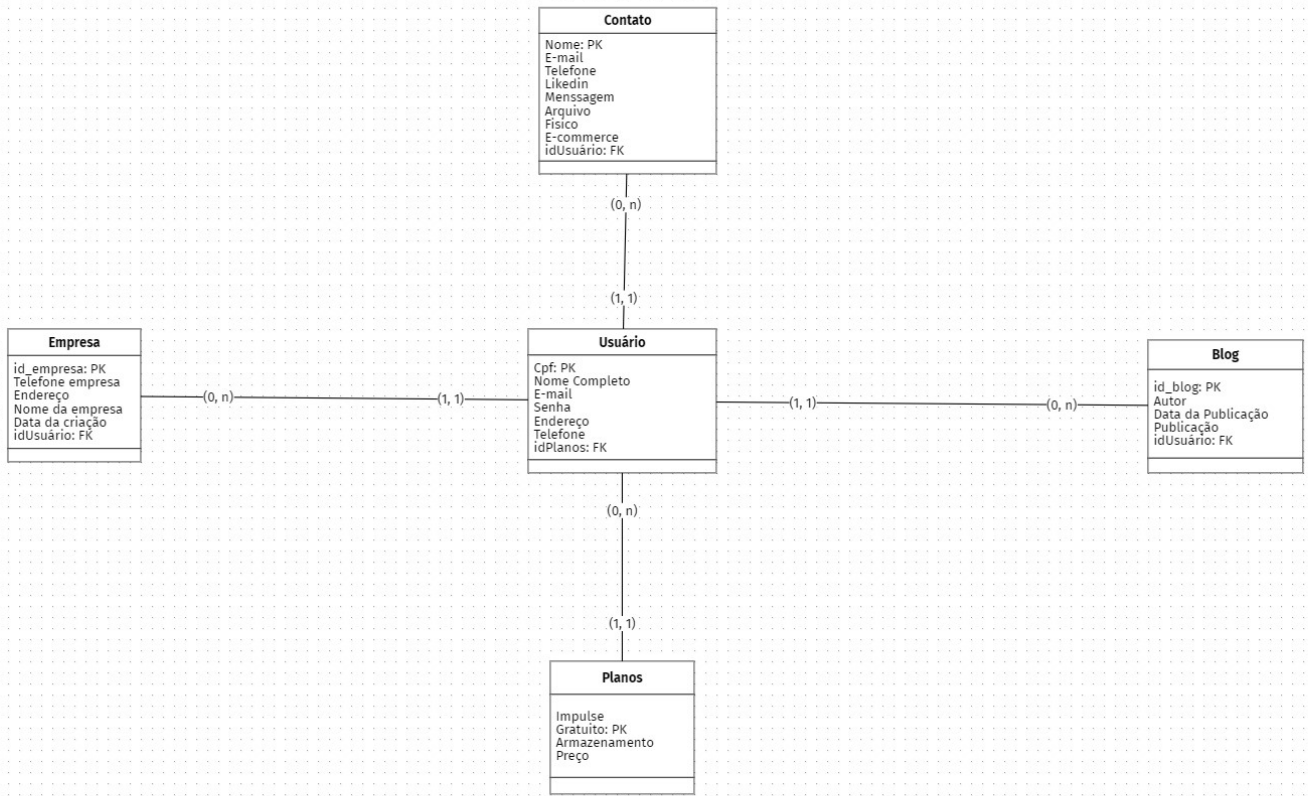 Contato
Nome: PK
E-mail
Telefone
Likedin
Menssagem
Arquivo
Fisico
E-commerce
idUsuário: FK
(0, n)
(1, 1)
Empresa
id_empresa: PK
Telefone empresa
Endereço
Nome da empresa
Data da criação
idUsuário: FK
(0, n)
(1, 1)
Usuário
Cpf: PK
Nome Completo
E-mail
Senha
Endereço
Telefone
idPlanos: FK
(1, 1)
(0, n)
Blog
id_blog: PK
Autor
Data da Publicação
Publicação
idUsuário: FK
(0, n)
(1, 1)
Planos
Impulse
Gratuito: PK
Armazenamento
Preço